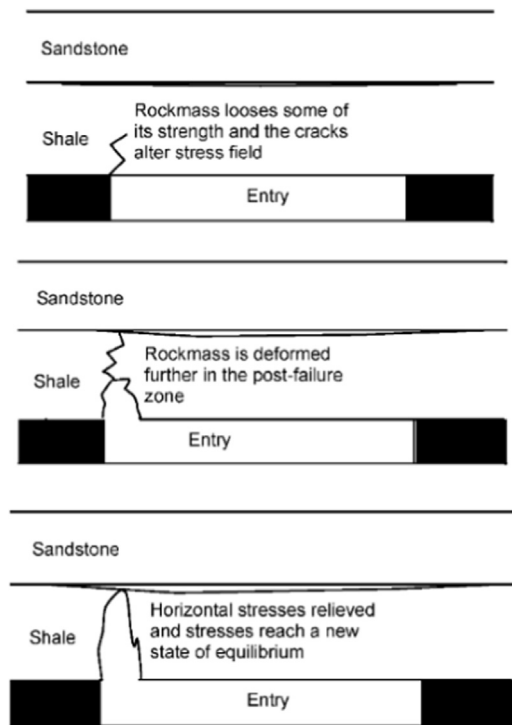 Sandstone
Rockmass looses some of
its strength and the cracks
alter stress field
Shale
Entry
Sandstone
Rockmass is deformed
further in the post-failure
zone
Shale
Entry
Sandstone
Horizontal stresses relieved
and stresses reach a new
state of equilibrium
Shale
Entry